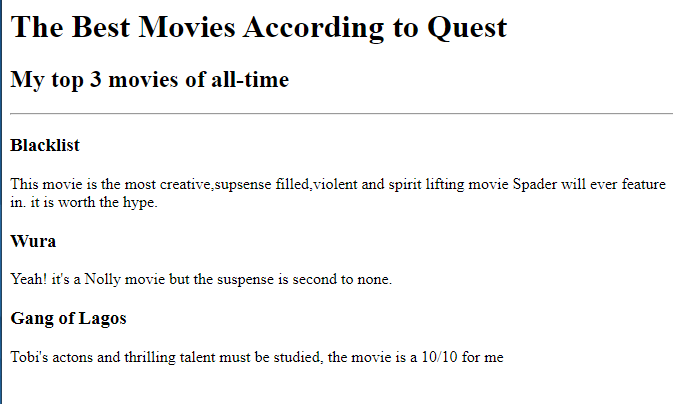 The Best Movies According to Quest
My top 3 movies of all-time
Blacklist
This movie is the most creative,supsense filled,violent and spirit lifting movie Spader will ever feature
in. it is worth the hype.
Wura
Yeah! it's a Nolly movie but the suspense is second to none.
Gang of Lagos
Tobi's actons and thrilling talent must be studied, the movie is a 10/10 for me